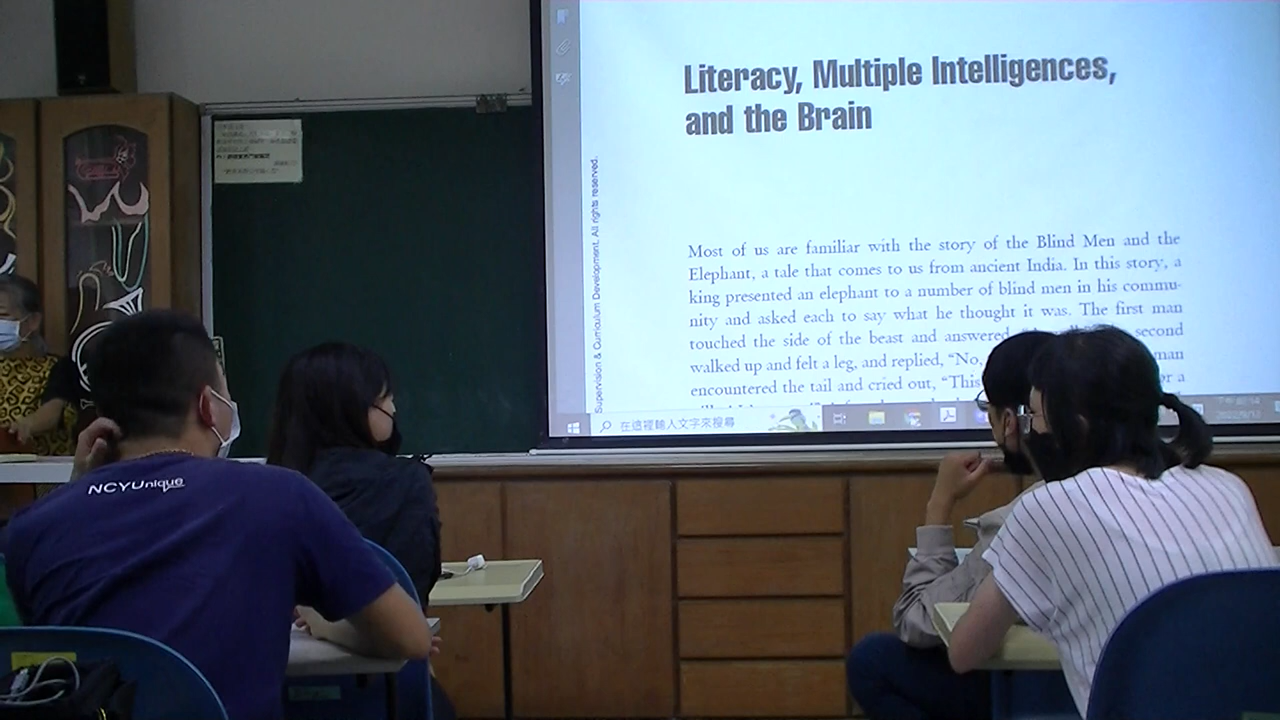 Literacy, Multiple Intelligences,
and the Brain
Supervision & Curriculum Development. All rights reserved.
Most of us are familiar with the story of the Blind Men and the
Elephant, a tale that comes to us from ancient India. In this story, a
king presented an elephant to a number of blind men in his commu-
nity and asked each to say what he thought it was. The first man
touched the side of the beast and answered, second
walked up and felt a leg, and replied, “No, man
encountered the tail and cried out, “This or a
在這裡輸入文字來搜尋
NCYUnique